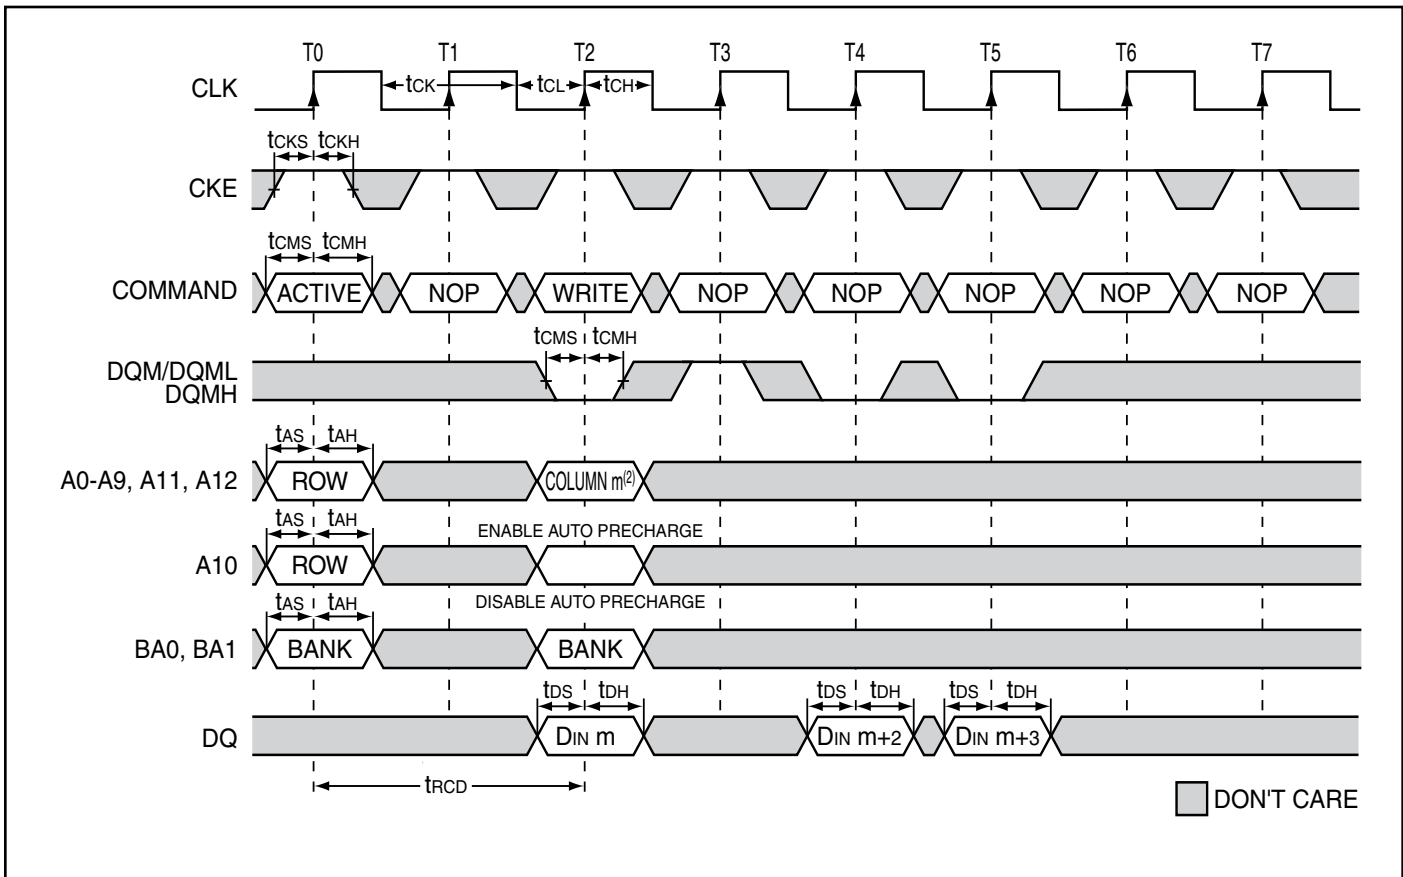 T0 T1 T2 T3 T4 T5 T6 T7
CLK tCK tCL tCH
tCKS tCKH
CKE
tCMS tCMH
COMMAND ACTIVE NOP WRITE NOP NOP NOP NOP NOP
tCMS tCMH
DQM/DQML
DQMH
tAS tAH
A0-A9, A11, A12 ROW COLUMN m(2)
tAS tAH ENABLE AUTO PRECHARGE
A10 ROW
tAS tAH DISABLE AUTO PRECHARGE
BA0, BA1 BANK BANK
tDS tDH tDS tDH tDS tDH
DQ DIN m DIN m+2 DIN m+3
tRCD
DON'T CARE